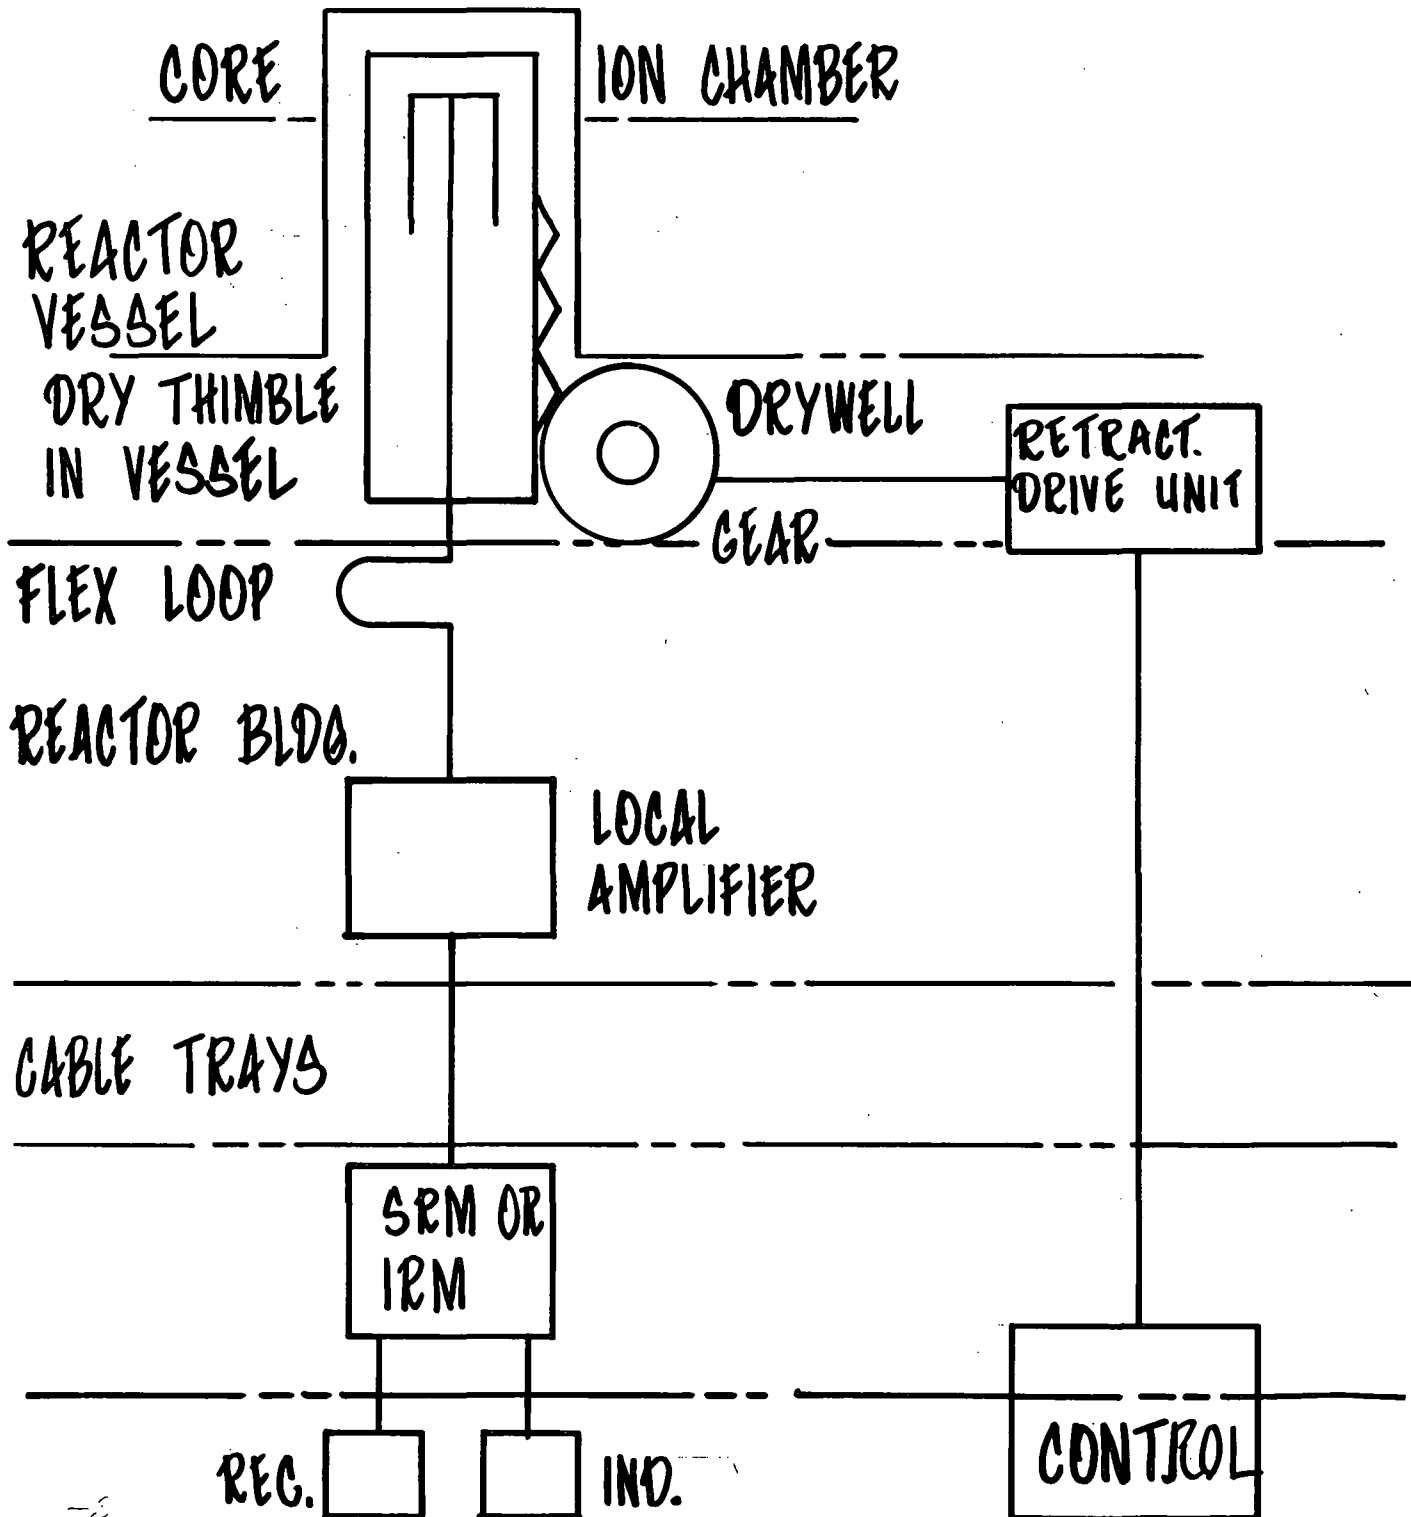 CORE
ION CHAMBER
REACTOR
VESSEL
DRY THIMBLE
IN VESSEL
DRYWELL
RETRACT.
DRIVE UNIT
GEAR
FLEX LOOP
REACTOR BLDG.
LOCAL
AMPLIFIER
CABLE TRAYS
SRM OR
IRM
REC.
IND.
CONTROL